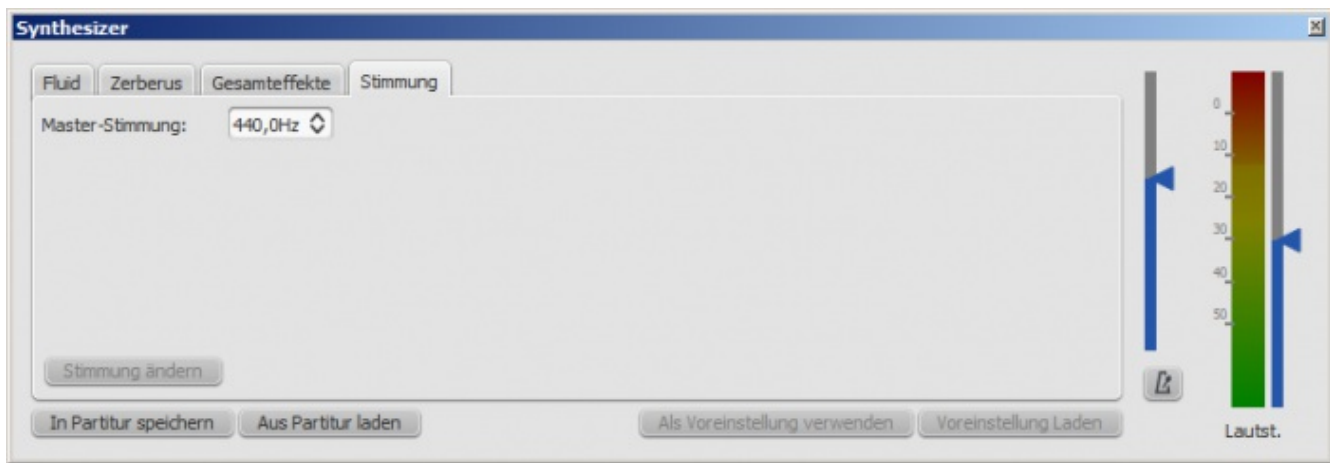 Synthesizer
Fluid Zerberus Gesamteffekte Stimmung
Master-Stimmung: 440,0Hz
0
10
20
30
40
50
Stimmung ändern
In Partitur speichern Aus Partitur laden Als Voreinstellung verwenden Voreinstellung Laden
Lautst.